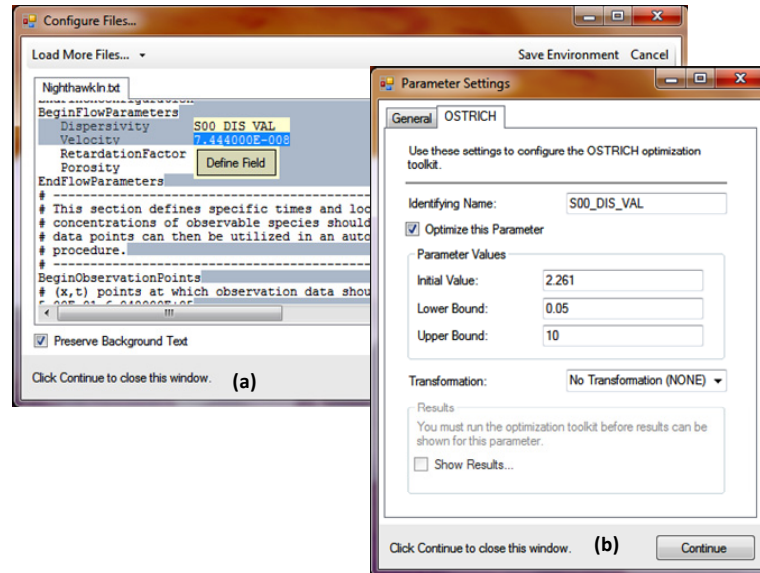 Configure Files...
Load More Files...
Save Environment Cancel
NighthawkIn.txt
BeginFlowParameters
Dispersivity S00 DIS VAL
Velocity 7.444000E-008
RetardationFactor
Define Field
Porosity
EndFlowParameters
# ----------------------------------------
# This section defines specific times and loc
# concentrations of observable species should
# data points can then be utilized in an auto
# procedure.
# ----------------------------------------
BeginObservationPoints
# (x,t) points at which observation data shou
Preserve Background Text
Click Continue to close this window. (a)
Parameter Settings
General OSTRICH
Use these settings to configure the OSTRICH optimization
toolkit.
Identifying Name: S00_DIS_VAL
Optimize this Parameter
Parameter Values
Initial Value: 2.261
Lower Bound: 0.05
Upper Bound: 10
Transformation: No Transformation (NONE)
Results
You must run the optimization toolkit before results can be
shown for this parameter.
Show Results...
Click Continue to close this window. (b) Continue